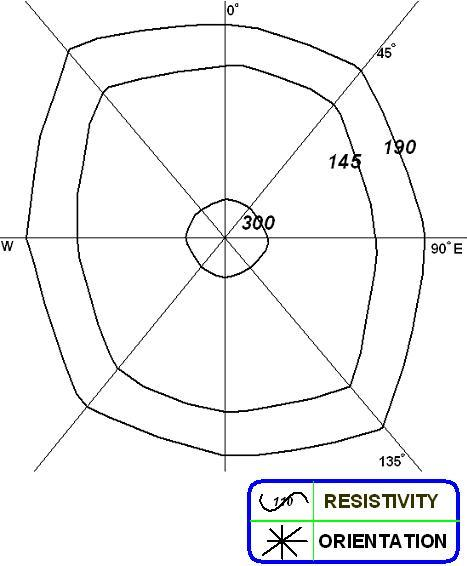 0°
45°
190
145
300
W
90° E
135°
110 RESISTIVITY
ORIENTATION